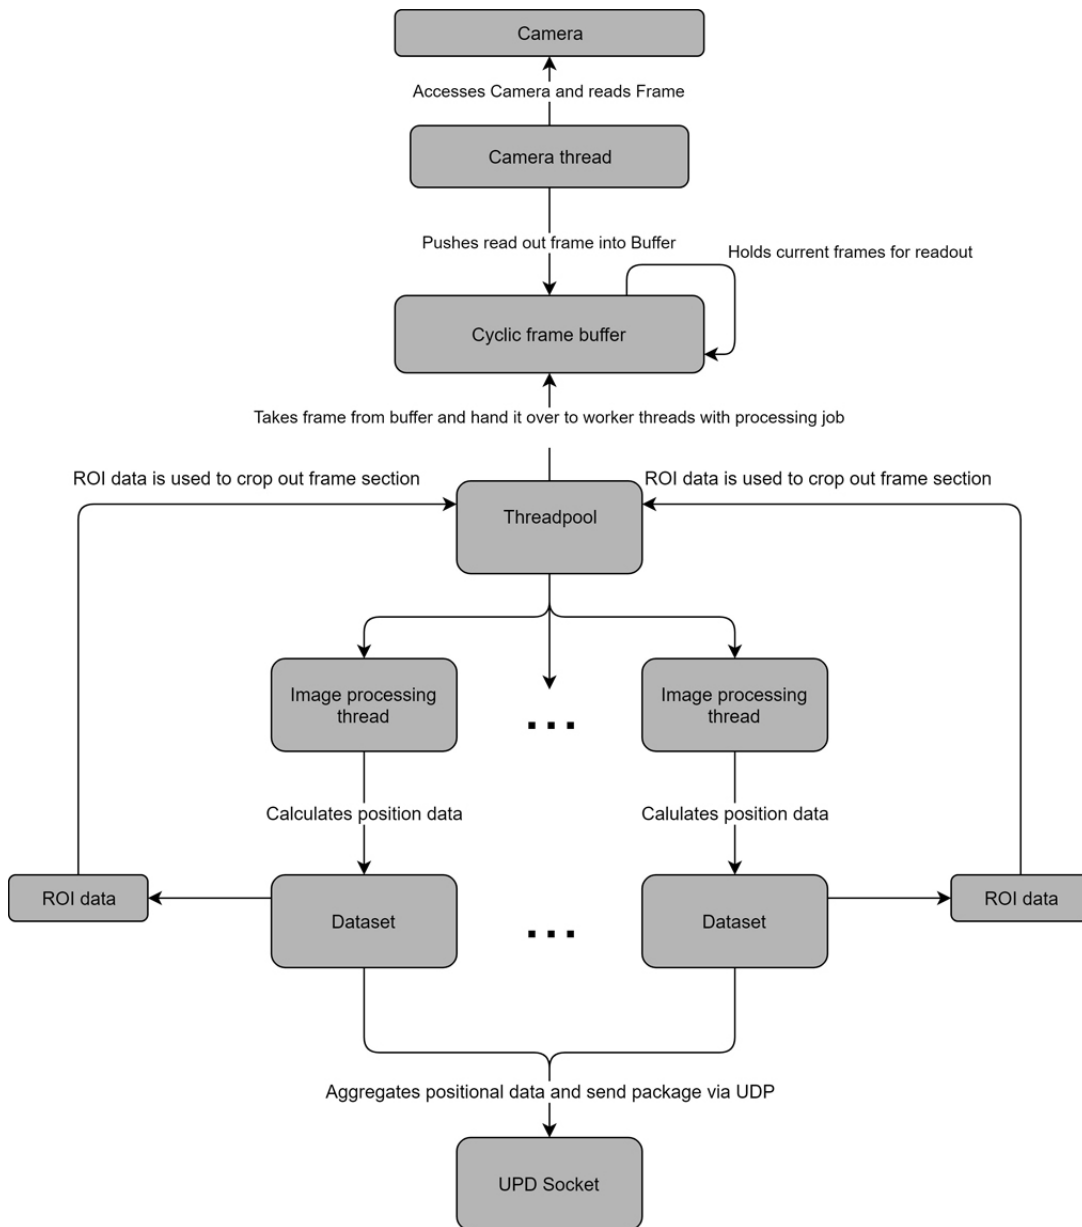 Camera
Accesses Camera and reads Frame
Camera thread
Pushes read out frame into Buffer
Holds current frames for readout
Cyclic frame buffer
Takes frame from buffer and hand it over to worker threads with processing job
ROI data is used to crop out frame section
ROI data is used to crop out frame section
Threadpool
Image processing
thread
...
Image processing
thread
Calculates position data
Calulates position data
ROI data
Dataset
...
Dataset
ROI data
Aggregates positional data and send package via UDP
UPD Socket